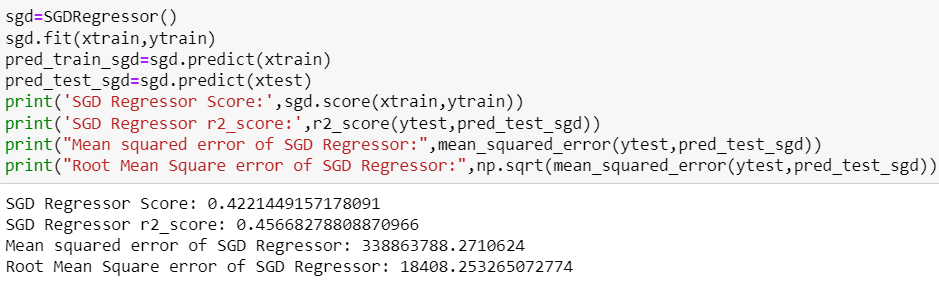 sgd=SGDRegressor()
sgd.fit(xtrain,ytrain)
pred_train_sgd=sgd.predict(xtrain)
pred_test_sgd=sgd.predict(xtest)
print('SGD Regressor Score:',sgd.score(xtrain,ytrain))
print('SGD Regressor r2_score:',r2_score(ytest,pred_test_sgd))
print("Mean squared error of SGD Regressor:",mean_squared_error(ytest,pred_test_sgd))
print("Root Mean Square error of SGD Regressor:",np.sqrt(mean_squared_error(ytest,pred_test_sgd))
SGD Regressor Score: 0.4221449157178091
SGD Regressor r2_score: 0.45668278808870966
Mean squared error of SGD Regressor: 338863788.2710624
Root Mean Square error of SGD Regressor: 18408.253265072774